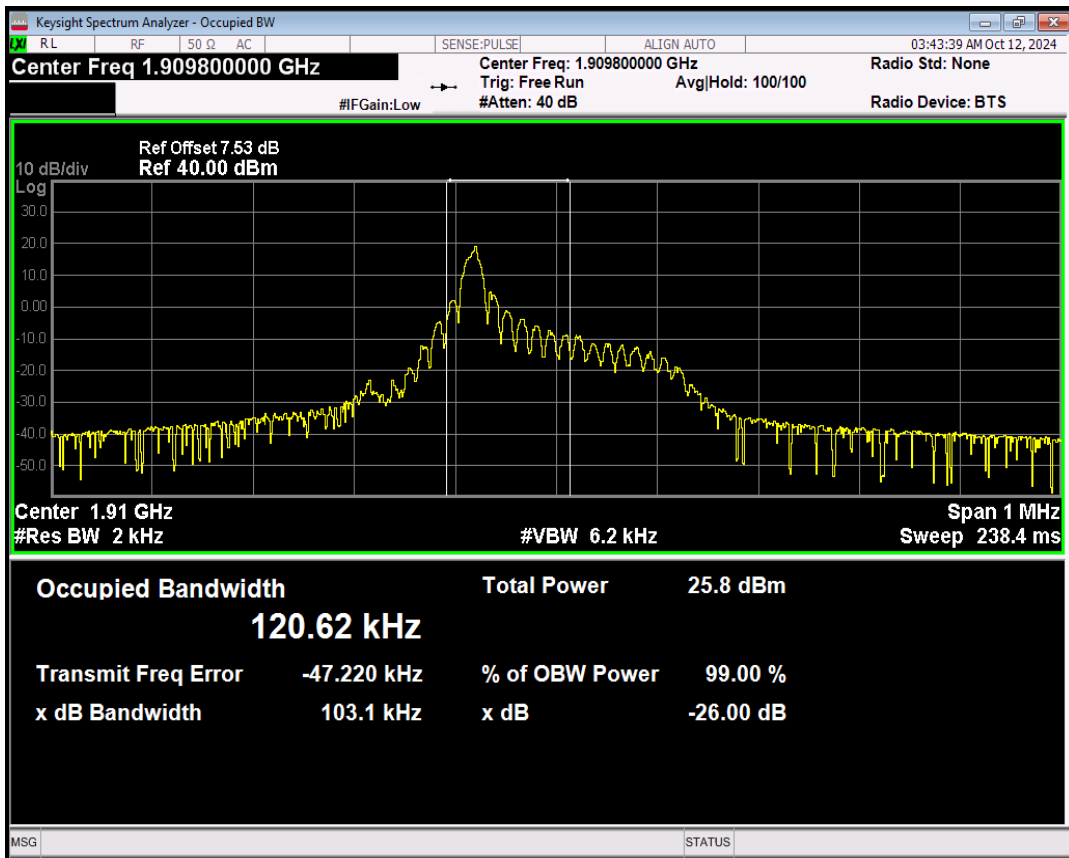 Keysight Spectrum Analyzer - Occupied BW
LXI RL RF 50 Ω AC SENSE:PULSE ALIGN AUTO 03:43:39 AM Oct 12, 2024
Center Freq 1.909800000 GHz Center Freq: 1.909800000 GHz Radio Std: None
Trig: Free Run Avg|Hold: 100/100
#IFGain:Low #Atten: 40 dB Radio Device: BTS
Ref Offset 7.53 dB
10 dB/div Ref 40.00 dBm
Log
30.0
20.0
10.0
0.00
-10.0
-20.0
-30.0
-40.0
-50.0
Center 1.91 GHz Span 1 MHz
#Res BW 2 kHz #VBW 6.2 kHz Sweep 238.4 ms
Occupied Bandwidth Total Power 25.8 dBm
120.62 kHz
Transmit Freq Error -47.220 kHz % of OBW Power 99.00 %
x dB Bandwidth 103.1 kHz x dB -26.00 dB
MSG STATUS